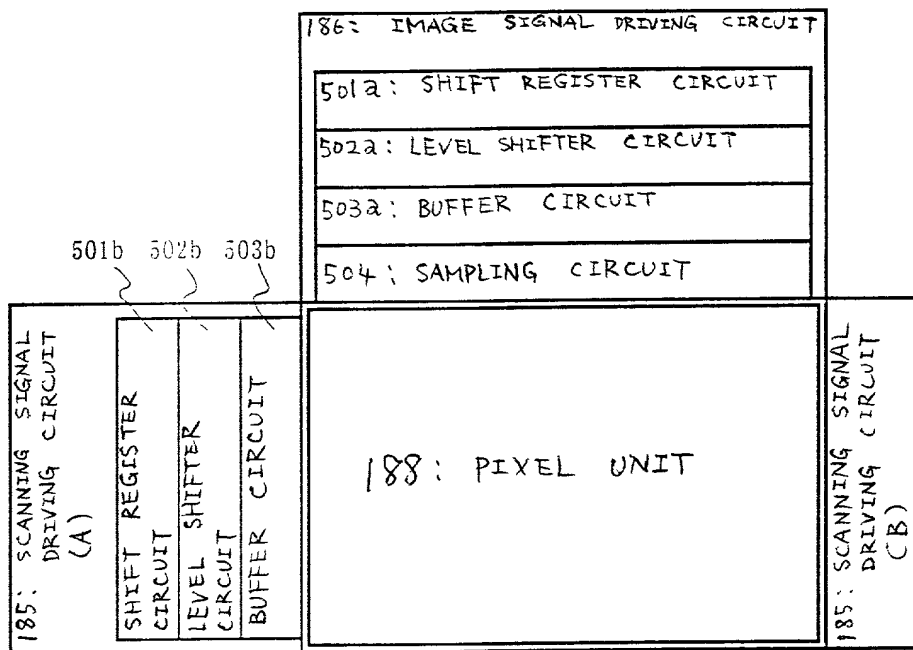 186: IMAGE SIGNAL DRIVING CIRCUIT
501a: SHIFT REGISTER CIRCUIT
502a: LEVEL SHIFTER CIRCUIT
503a: BUFFER CIRCUIT
504: SAMPLING CIRCUIT
501b 502b 503b
185: SCANNING SIGNAL
DRIVING CIRCUIT
(A)
SHIFT REGISTER
CIRCUIT
LEVEL SHIFTER
CIRCUIT
BUFFER CIRCUIT
188: PIXEL UNIT
185: SCANNING SIGNAL
DRIVING CIRCUIT
(B)